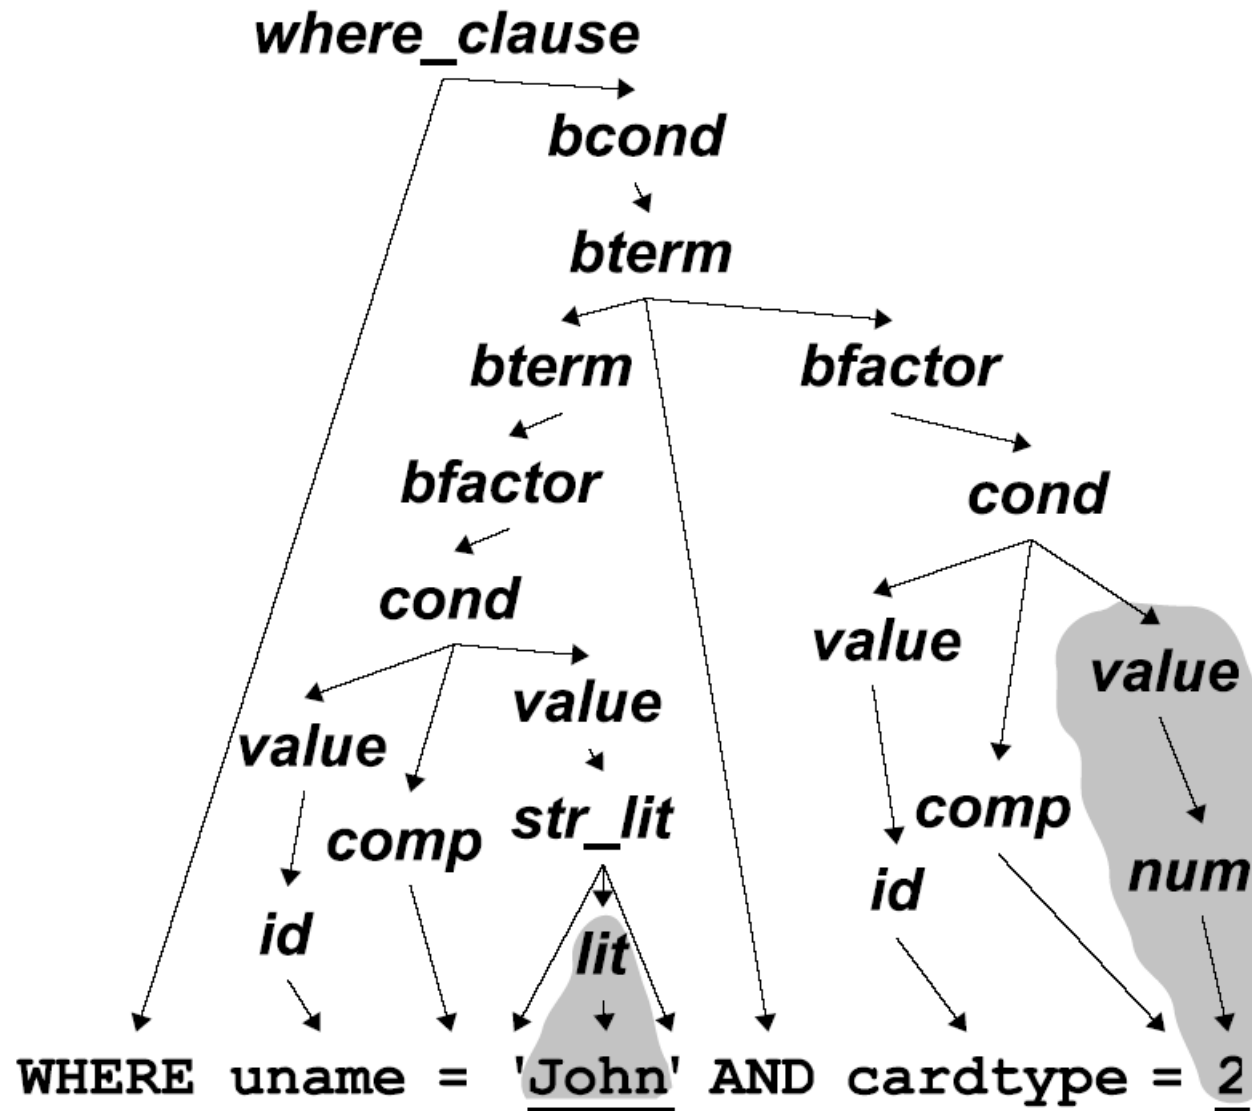 where_clause
bcond
bterm
bterm bfactor
bfactor cond
cond
value value
value value
value
comp str_lit comp
num
id
id lit
WHERE uname = 'John' AND cardtype = 2